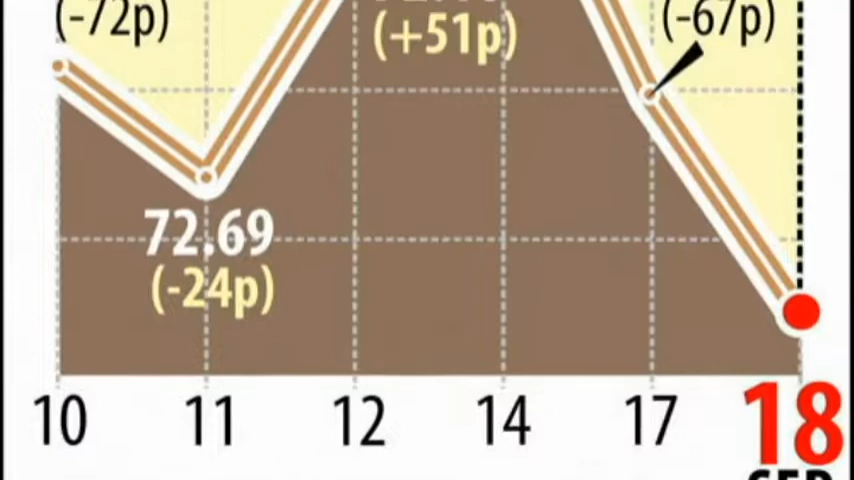 (-72p)
(+51p)
(-67p)
72.69
(-24p)
10 11 12 14 17 18